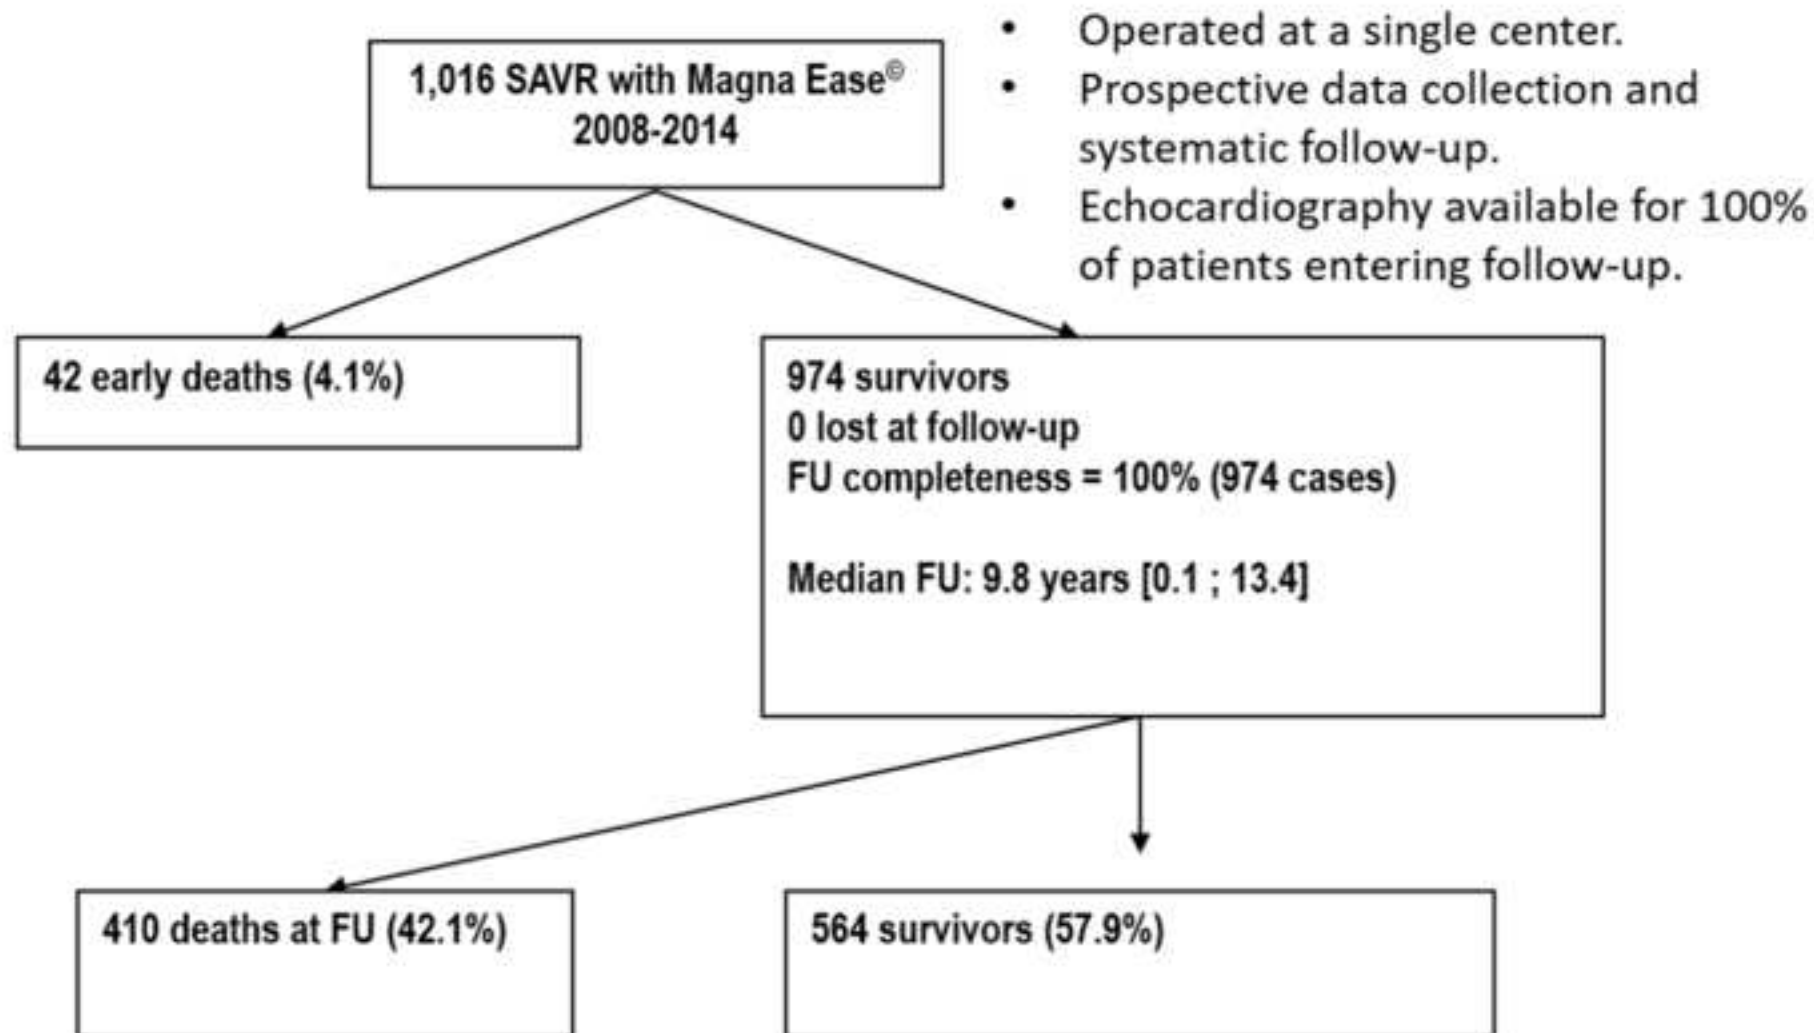 1,016 SAVR with Magna Ease©
2008-2014
• Operated at a single center.
• Prospective data collection and
systematic follow-up.
• Echocardiography available for 100%
of patients entering follow-up.
42 early deaths (4.1%)
974 survivors
0 lost at follow-up
FU completeness = 100% (974 cases)
Median FU: 9.8 years [0.1 ; 13.4]
410 deaths at FU (42.1%)
564 survivors (57.9%)